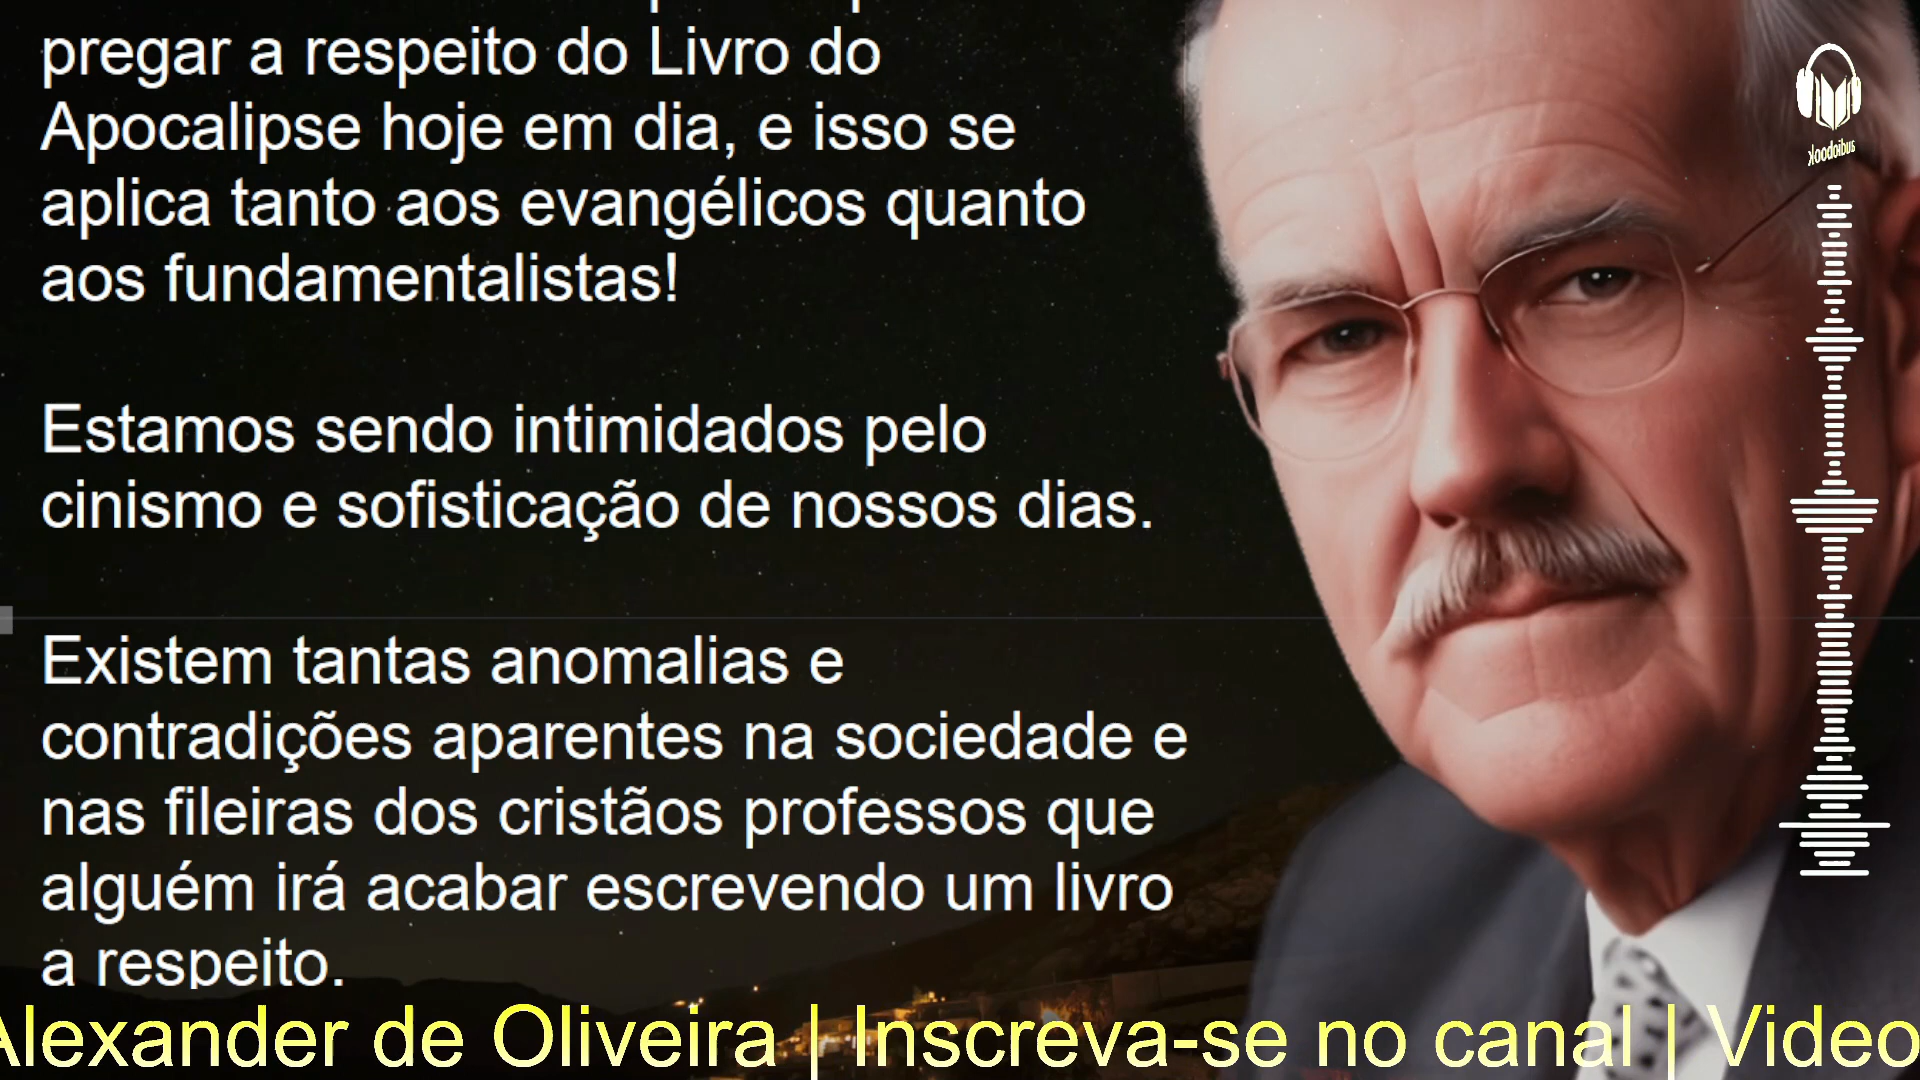 pregar a respeito do Livro do
Apocalipse hoje em dia, e isso se
aplica tanto aos evangélicos quanto
aos fundamentalistas!
Estamos sendo intimidados pelo
cinismo e sofisticação de nossos dias.
Existem tantas anomalias e
contradições aparentes na sociedade e
nas fileiras dos cristãos professos que
alguém irá acabar escrevendo um livro
a respeito.
audiobook
Alexander de Oliveira | Inscreva-se no canal | Video